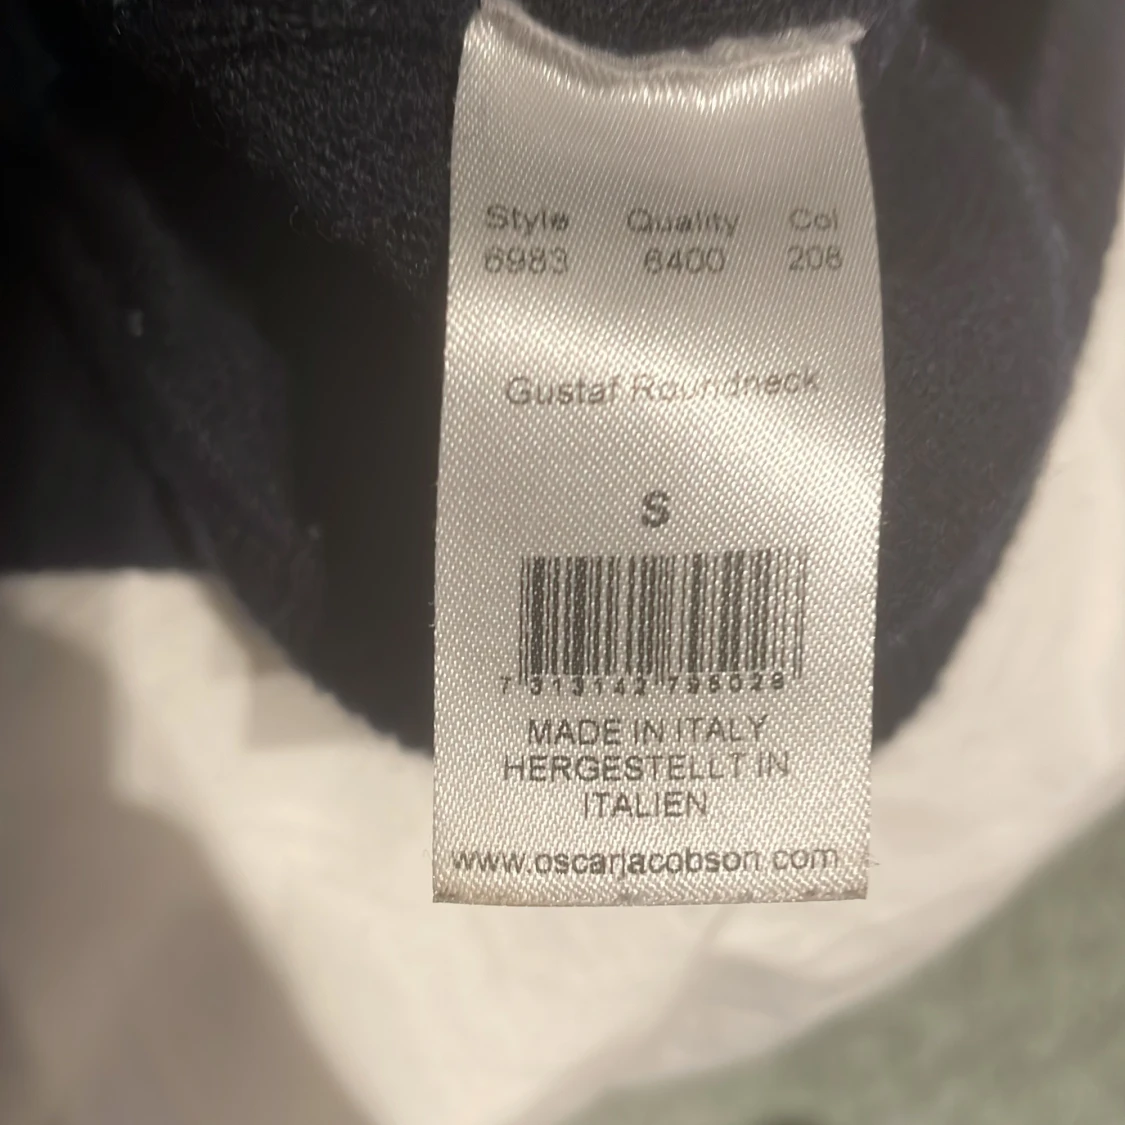 Style Quality Col
6983 6400 208
Gustaf Roundneck
S
7 313142 798028
MADE IN ITALY
HERGESTELLT IN
ITALIEN
www.oscarjacobson.com